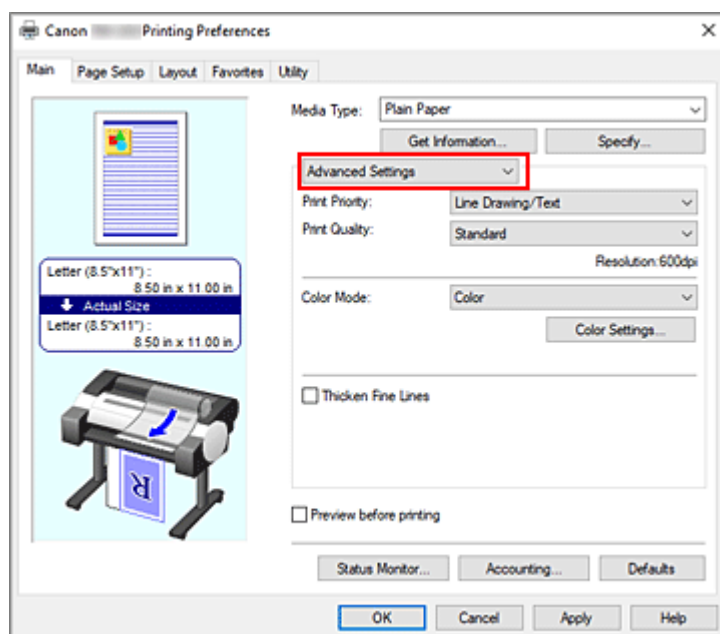 Canon Printing Preferences
Main Page Setup Layout Favorites Utility
Media Type: Plain Paper
Get Information... Specify...
Advanced Settings
Print Priority: Line Drawing/Text
Print Quality: Standard
Resolution:600dpi
Letter (8.5"x11") :
8.50 in x 11.00 in
Actual Size
Letter (8.5"x11") :
8.50 in x 11.00 in
Color Mode: Color
Color Settings...
Thicken Fine Lines
R
Preview before printing
Status Monitor... Accounting... Defaults
OK Cancel Apply Help